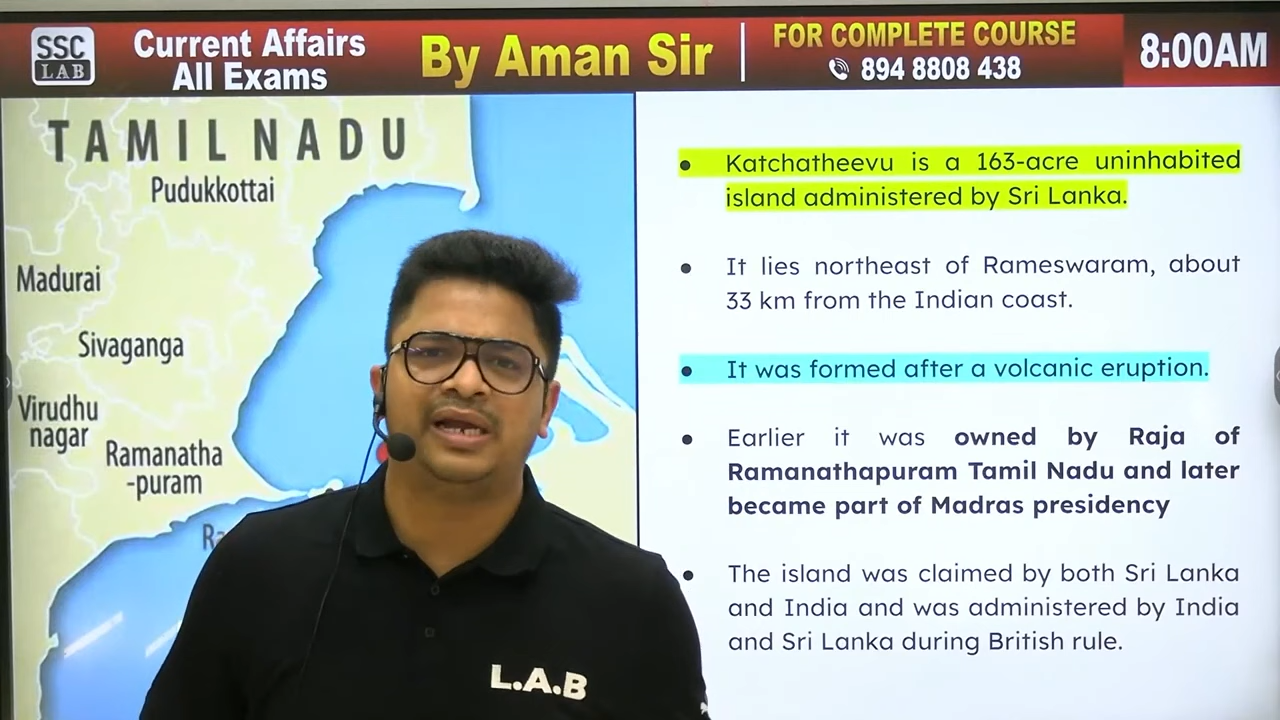 SSC
LAB
Current Affairs
All Exams
By Aman Sir
FOR COMPLETE COURSE
894 8808 438
8:00AM
TAMIL NADU
Pudukkottai
Madurai
Sivaganga
Virudhu
nagar
Ramanatha
-puram
• Katchatheevu is a 163-acre uninhabited
island administered by Sri Lanka.
• It lies northeast of Rameswaram, about
33 km from the Indian coast.
• It was formed after a volcanic eruption.
• Earlier it was owned by Raja of
Ramanathapuram Tamil Nadu and later
became part of Madras presidency
• The island was claimed by both Sri Lanka
and India and was administered by India
and Sri Lanka during British rule.
L.A.B